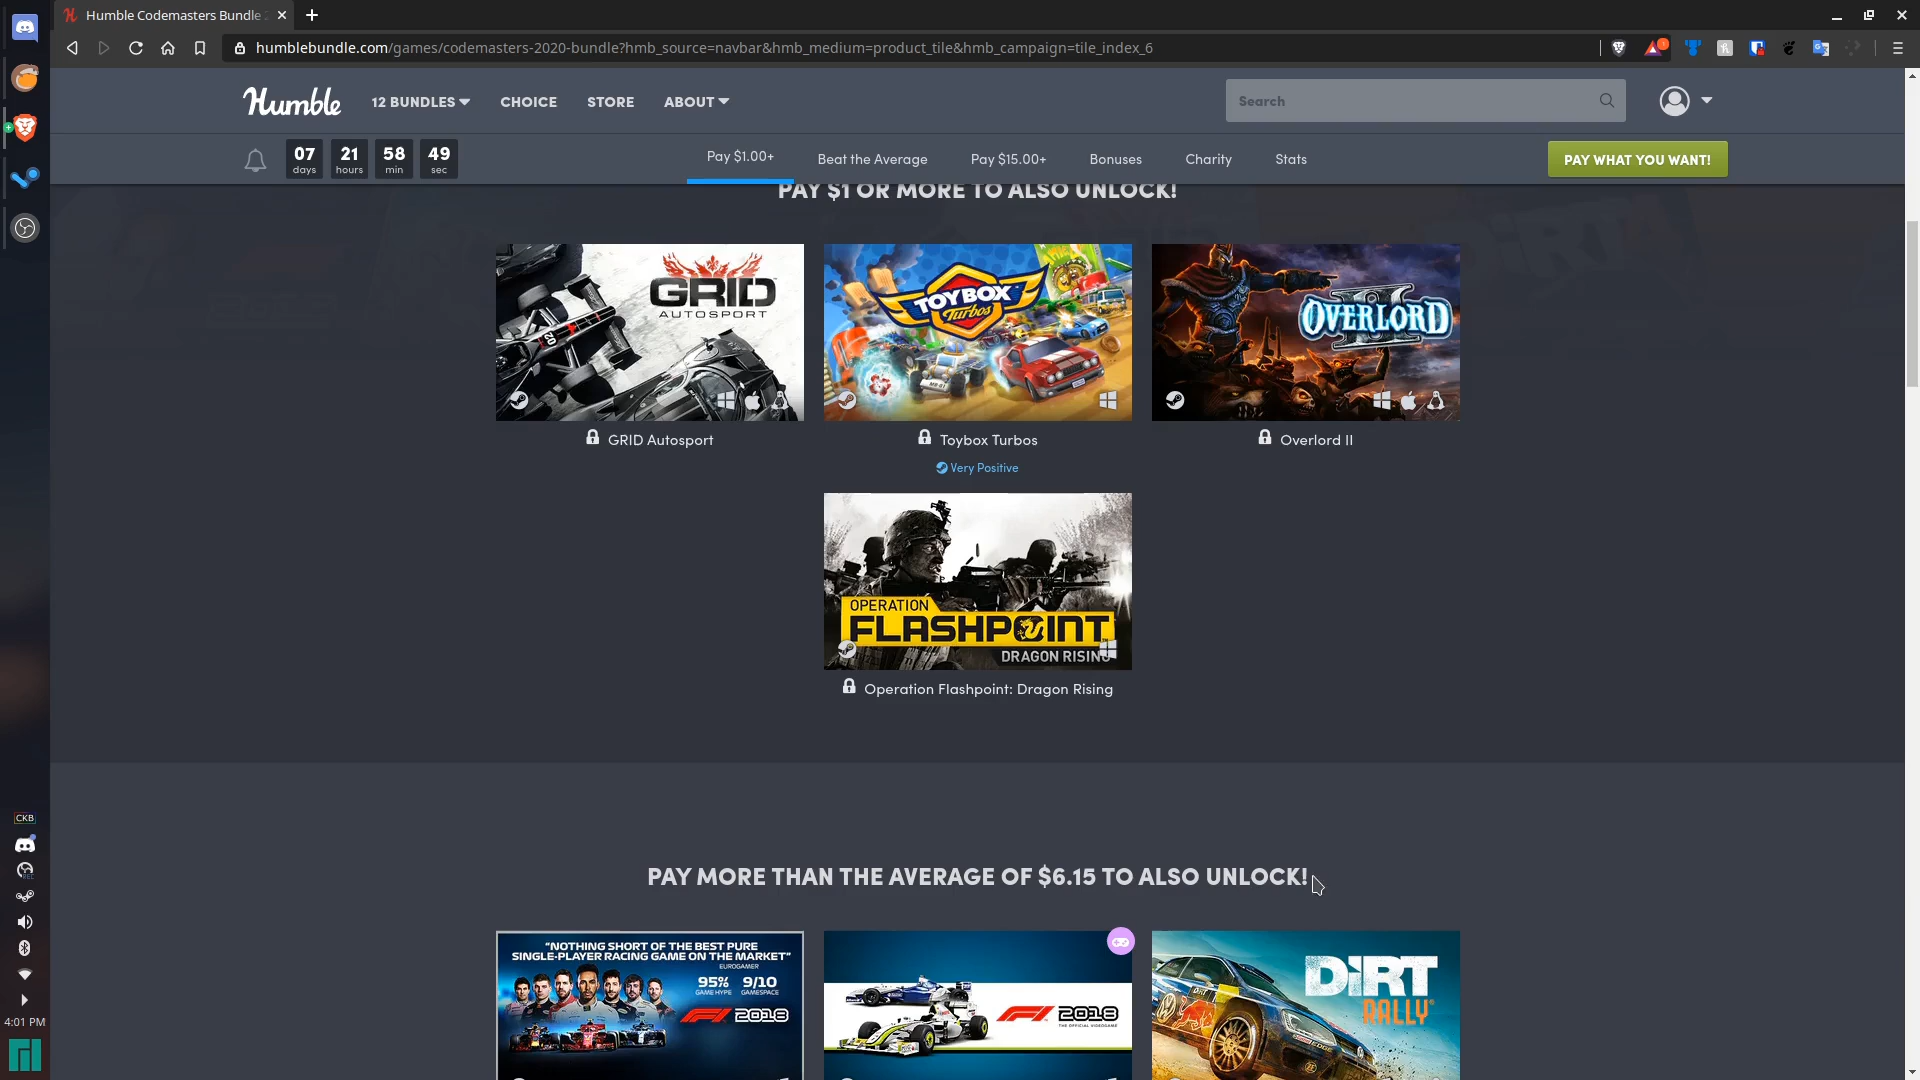 Humble Codemasters Bundle
humblebundle.com/games/codemasters-2020-bundle?hmb_source=navbar&hmb_medium=product_tile&hmb_campaign=tile_index_6
Humble
12 BUNDLES
CHOICE
STORE
ABOUT
Search
07 days
21 hours
58 min
49 sec
Pay $1.00+
Beat the Average
Pay $15.00+
Bonuses
Charity
Stats
PAY WHAT YOU WANT!
PAY $1 OR MORE TO ALSO UNLOCK!
GRID
AUTOSPORT
TOYBOX
Turbos
OVERLORD II
GRID Autosport
Toybox Turbos
Very Positive
Overlord II
OPERATION
FLASHPOINT
DRAGON RISING
Operation Flashpoint: Dragon Rising
PAY MORE THAN THE AVERAGE OF $6.15 TO ALSO UNLOCK!
"NOTHING SHORT OF THE BEST PURE
SINGLE-PLAYER RACING GAME ON THE MARKET"
EUROGAMER
95% 9/10
GAME HYPE GAMESPACE
F1 2018
F1 2018
THE OFFICIAL VIDEOGAME
DiRT
RALLY
CKB
4:01 PM